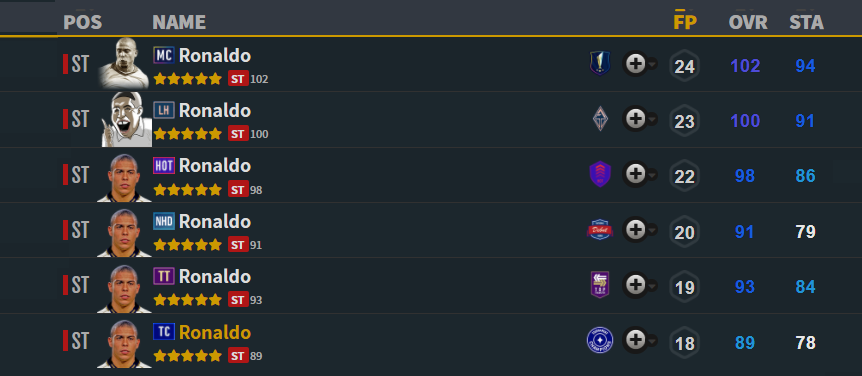 POS NAME FP OVR STA
ST MC Ronaldo 24 102 94
ST 102
ST LH Ronaldo 23 100 91
ST 100
ST HOT Ronaldo 22 98 86
ST 98
ST NHD Ronaldo 20 91 79
ST 91
ST TT Ronaldo 19 93 84
ST 93
ST TC Ronaldo 18 89 78
ST 89